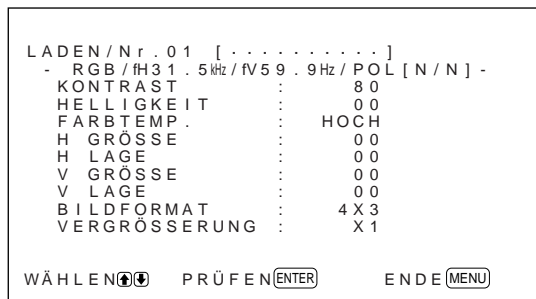 LADEN/Nr.01 [ · · · · · · · · · · ]
- RGB/fH31.5kHz/fV59.9Hz/POL[N/N]-
KONTRAST : 80
HELLIGKEIT : 00
FARBTEMP. : HOCH
H GRÖSSE : 00
H LAGE : 00
V GRÖSSE : 00
V LAGE : 00
BILDFORMAT : 4X3
VERGRÖSSERUNG : X1
WÄHLEN⬆⬇ PRÜFEN ENTER ENDE MENU